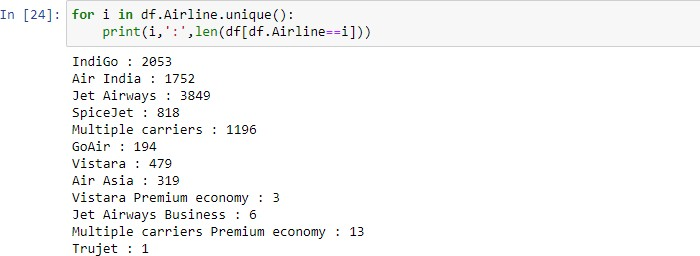 In [24]: for i in df.Airline.unique():
    print(i,':',len(df[df.Airline==i]))
IndiGo : 2053
Air India : 1752
Jet Airways : 3849
SpiceJet : 818
Multiple carriers : 1196
GoAir : 194
Vistara : 479
Air Asia : 319
Vistara Premium economy : 3
Jet Airways Business : 6
Multiple carriers Premium economy : 13
Trujet : 1